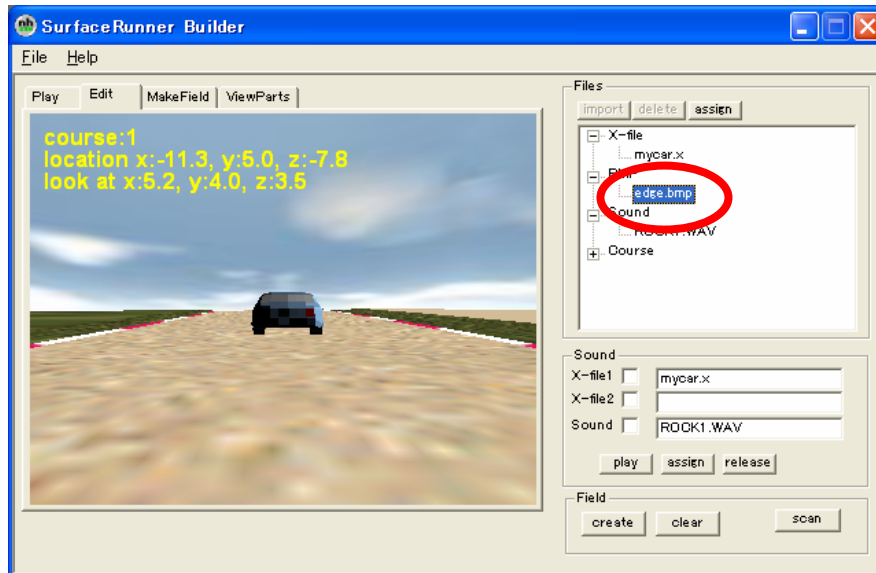 SurfaceRunner Builder
File Help
Play Edit MakeField ViewParts
course:1
location x:-11.3, y:5.0, z:-7.8
look at x:5.2, y:4.0, z:3.5
Files
import delete assign
X-file
mycar.x
edge.bmp
Sound
ROCK1.WAV
Course
Sound
X-file1 mycar.x
X-file2
Sound ROCK1.WAV
play assign release
Field
create clear scan